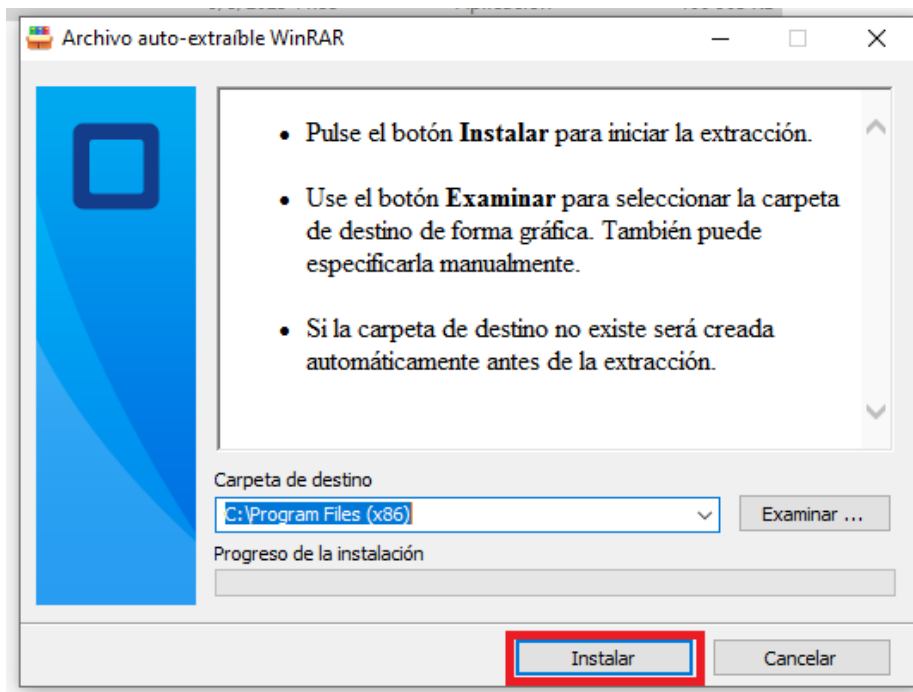 Archivo auto-extraíble WinRAR
• Pulse el botón Instalar para iniciar la extracción.
• Use el botón Examinar para seleccionar la carpeta
de destino de forma gráfica. También puede
especificarla manualmente.
• Si la carpeta de destino no existe será creada
automáticamente antes de la extracción.
Carpeta de destino
C:\Program Files (x86)
Examinar ...
Progreso de la instalación
Instalar
Cancelar